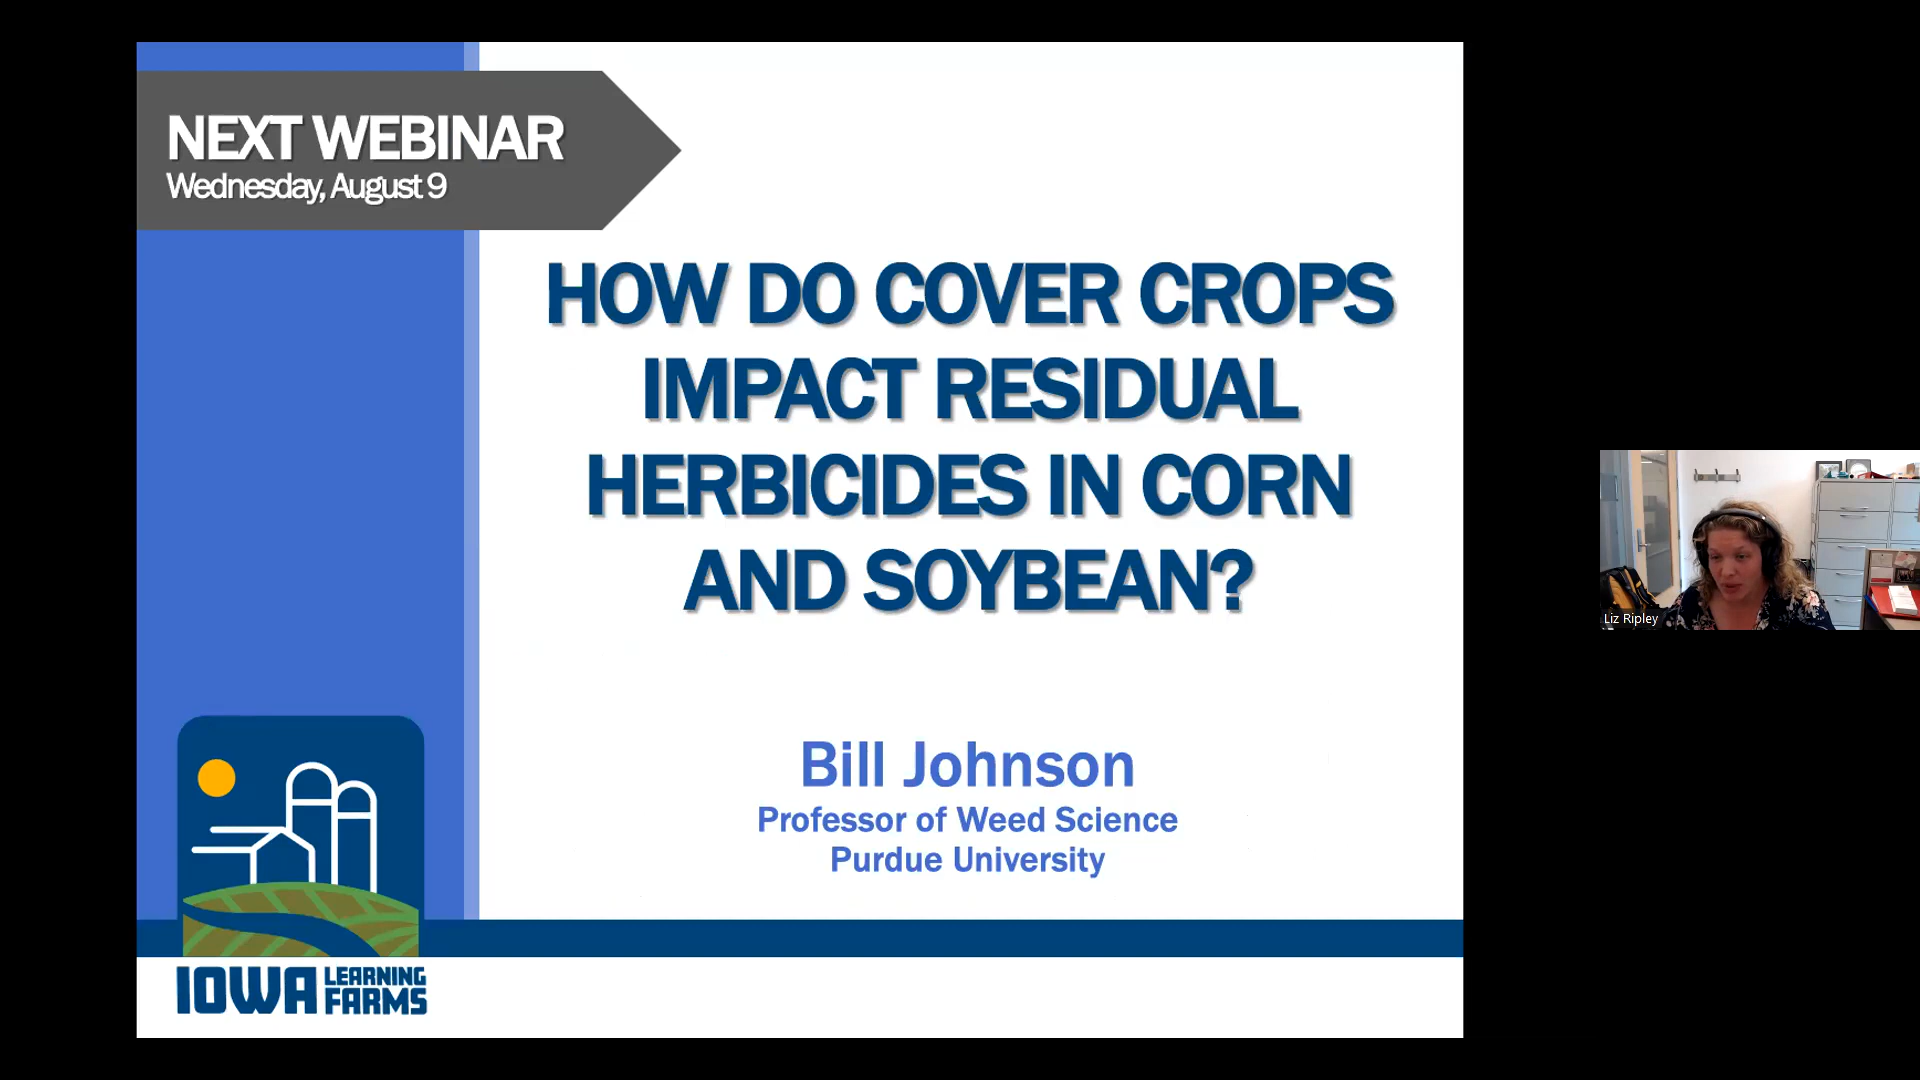 NEXT WEBINAR
Wednesday, August 9
HOW DO COVER CROPS
IMPACT RESIDUAL
HERBICIDES IN CORN
AND SOYBEAN?
Bill Johnson
Professor of Weed Science
Purdue University
IOWA LEARNING FARMS
Liz Ripley